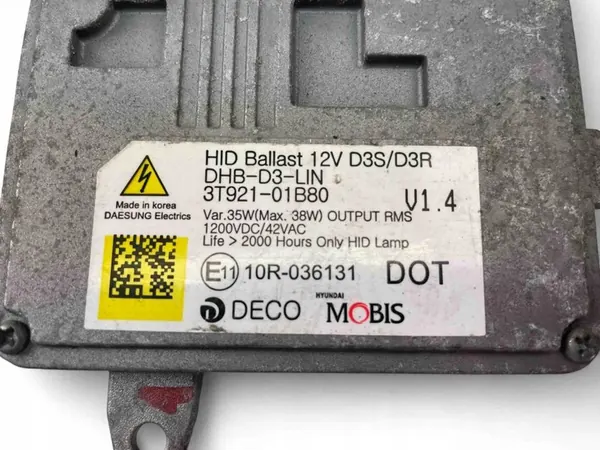 HID Ballast 12V D3S/D3R
DHB-D3-LIN
3T921-01B80
V1.4
Made in korea
DAESUNG Electrics
Var.35W(Max. 38W) OUTPUT RMS
1200VDC/42VAC
Life > 2000 Hours Only HID Lamp
E11 10R-036131 DOT
DECO
HYUNDAI
MOBIS